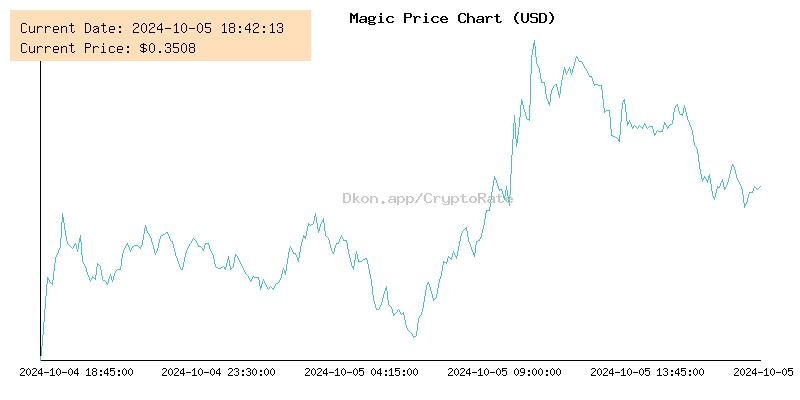 Magic Price Chart (USD)
Current Date: 2024-10-05 18:42:13
Current Price: $0.3508
Dkon.app/CryptoRate
2024-10-04 18:45:00 2024-10-04 23:30:00 2024-10-05 04:15:00 2024-10-05 09:00:00 2024-10-05 13:45:00 2024-10-05